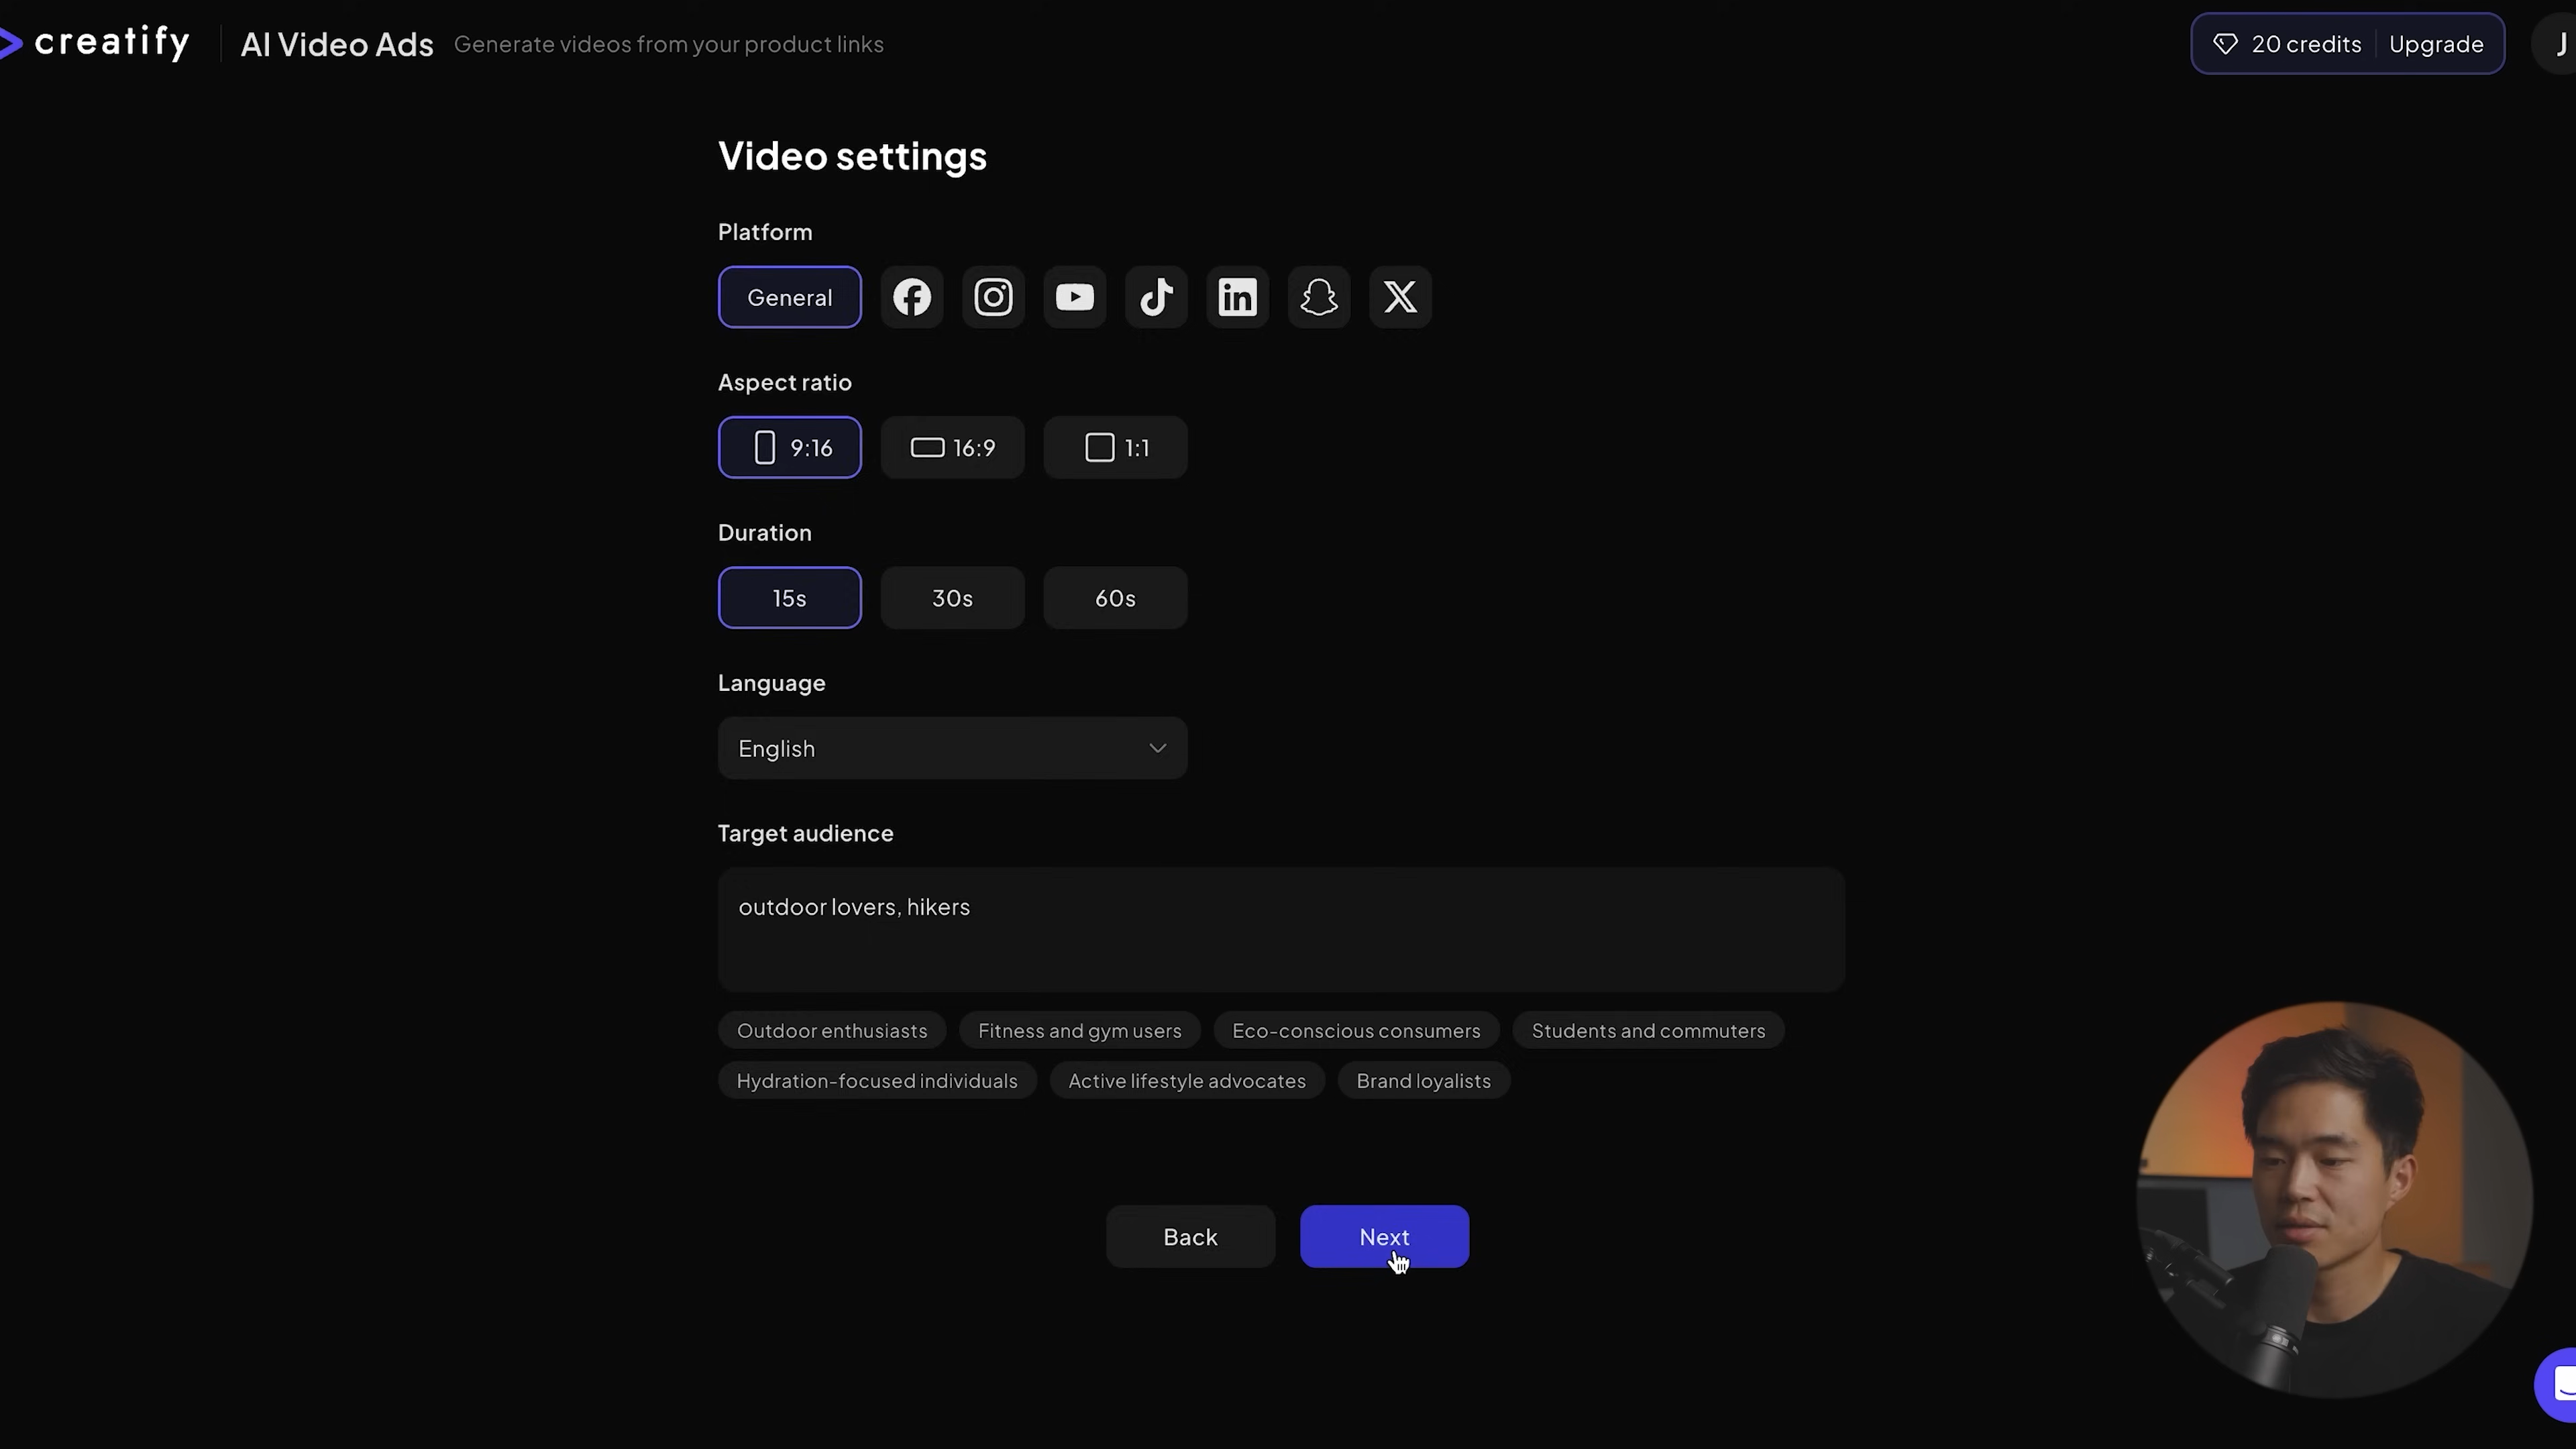 creatify
AI Video Ads
Generate videos from your product links
20 credits
Upgrade
J
Video settings
Platform
General
Aspect ratio
9:16
16:9
1:1
Duration
15s
30s
60s
Language
English
Target audience
outdoor lovers, hikers
Outdoor enthusiasts
Fitness and gym users
Eco-conscious consumers
Students and commuters
Hydration-focused individuals
Active lifestyle advocates
Brand loyalists
Back
Next